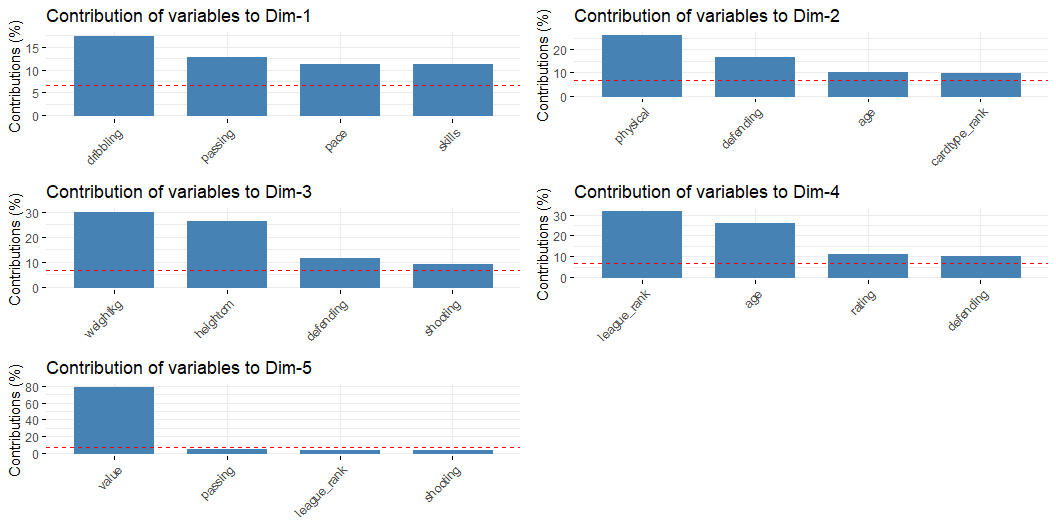 Contribution of variables to Dim-1
Contributions (%)
15
10
5
0
dribbling
passing
pace
skills
Contribution of variables to Dim-2
Contributions (%)
20
10
0
physical
defending
age
cardtype_rank
Contribution of variables to Dim-3
Contributions (%)
30
20
10
0
weightkg
heightcm
defending
shooting
Contribution of variables to Dim-4
Contributions (%)
30
20
10
0
league_rank
age
rating
defending
Contribution of variables to Dim-5
Contributions (%)
80
60
40
20
0
value
passing
league_rank
shooting